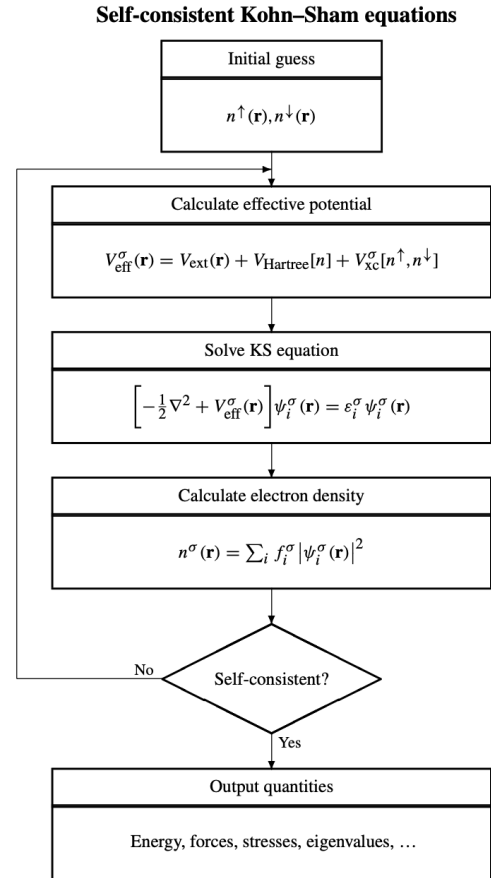 Self-consistent Kohn–Sham equations
Initial guess
n↑(r), n↓(r)
Calculate effective potential
V^σ_eff(r) = V_ext(r) + V_Hartree[n] + V^σ_xc[n↑, n↓]
Solve KS equation
[−½∇² + V^σ_eff(r)]ψ^σ_i(r) = ε^σ_i ψ^σ_i(r)
Calculate electron density
n^σ(r) = ∑_i f^σ_i |ψ^σ_i(r)|²
No
Self-consistent?
Yes
Output quantities
Energy, forces, stresses, eigenvalues, …